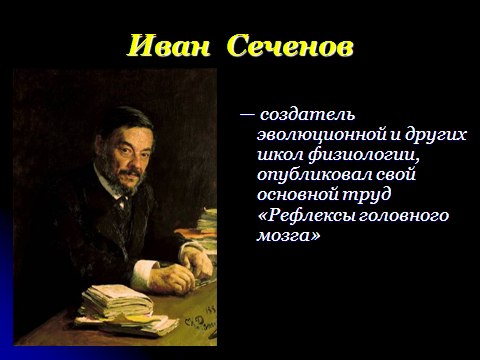 Иван Сеченов
— создатель
эволюционной и других
школ физиологии,
опубликовал свой
основной труд
«Рефлексы головного
мозга»